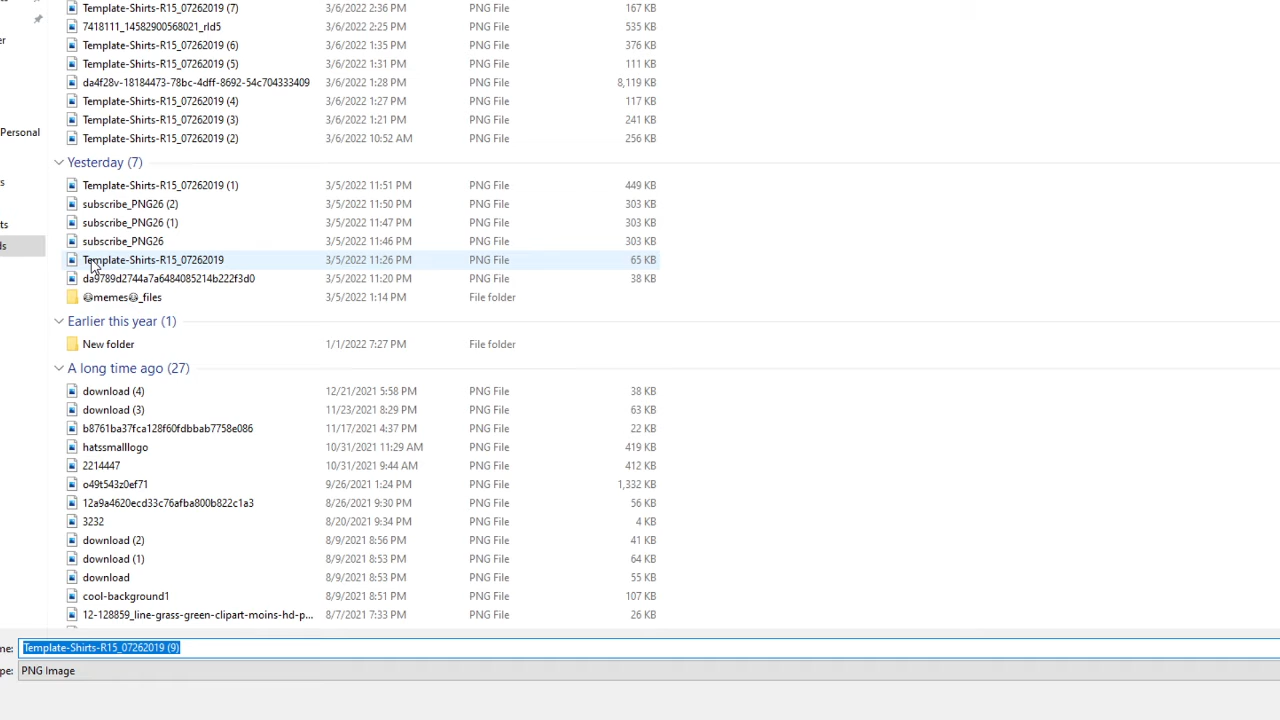 Template-Shirts-R15_07262019 (7) 3/6/2022 2:36 PM PNG File 167 KB
7418111_14582900568021_rld5 3/6/2022 2:25 PM PNG File 535 KB
er
Template-Shirts-R15_07262019 (6) 3/6/2022 1:35 PM PNG File 376 KB
Template-Shirts-R15_07262019 (5) 3/6/2022 1:31 PM PNG File 111 KB
da4f28v-18184473-78bc-4dff-8692-54c704333409 3/6/2022 1:28 PM PNG File 8,119 KB
Template-Shirts-R15_07262019 (4) 3/6/2022 1:27 PM PNG File 117 KB
Template-Shirts-R15_07262019 (3) 3/6/2022 1:21 PM PNG File 241 KB
Personal
Template-Shirts-R15_07262019 (2) 3/6/2022 10:52 AM PNG File 256 KB
Yesterday (7)
s
Template-Shirts-R15_07262019 (1) 3/5/2022 11:51 PM PNG File 449 KB
subscribe_PNG26 (2) 3/5/2022 11:50 PM PNG File 303 KB
ts
subscribe_PNG26 (1) 3/5/2022 11:47 PM PNG File 303 KB
ds
subscribe_PNG26 3/5/2022 11:46 PM PNG File 303 KB
Template-Shirts-R15_07262019 3/5/2022 11:26 PM PNG File 65 KB
da9789d2744a7a6484085214b222f3d0 3/5/2022 11:20 PM PNG File 38 KB
😂memes😂_files 3/5/2022 1:14 PM File folder
Earlier this year (1)
New folder 1/1/2022 7:27 PM File folder
A long time ago (27)
download (4) 12/21/2021 5:58 PM PNG File 38 KB
download (3) 11/23/2021 8:29 PM PNG File 63 KB
b8761ba37fca128f60fdbbab7758e086 11/17/2021 4:37 PM PNG File 22 KB
hatssmalllogo 10/31/2021 11:29 AM PNG File 419 KB
2214447 10/31/2021 9:44 AM PNG File 412 KB
o49t543z0ef71 9/26/2021 1:24 PM PNG File 1,332 KB
12a9a4620ecd33c76afba800b822c1a3 8/26/2021 9:30 PM PNG File 56 KB
3232 8/20/2021 9:34 PM PNG File 4 KB
download (2) 8/9/2021 8:56 PM PNG File 41 KB
download (1) 8/9/2021 8:53 PM PNG File 64 KB
download 8/9/2021 8:53 PM PNG File 55 KB
cool-background1 8/9/2021 8:51 PM PNG File 107 KB
12-128859_line-grass-green-clipart-moins-hd-p... 8/7/2021 7:33 PM PNG File 26 KB
me: Template-Shirts-R15_07262019 (9)
pe: PNG Image